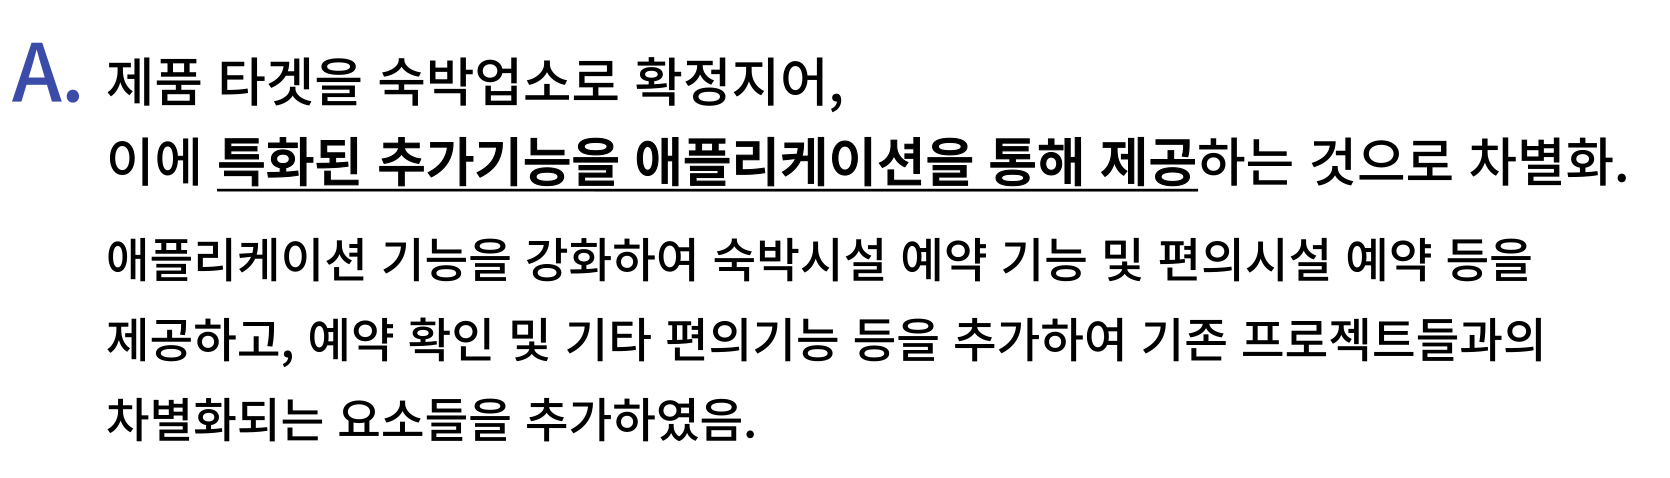 A. 제품 타겟을 숙박업소로 확정지어,
이에 특화된 추가기능을 애플리케이션을 통해 제공하는 것으로 차별화.
애플리케이션 기능을 강화하여 숙박시설 예약 기능 및 편의시설 예약 등을
제공하고, 예약 확인 및 기타 편의기능 등을 추가하여 기존 프로젝트들과의
차별화되는 요소들을 추가하였음.